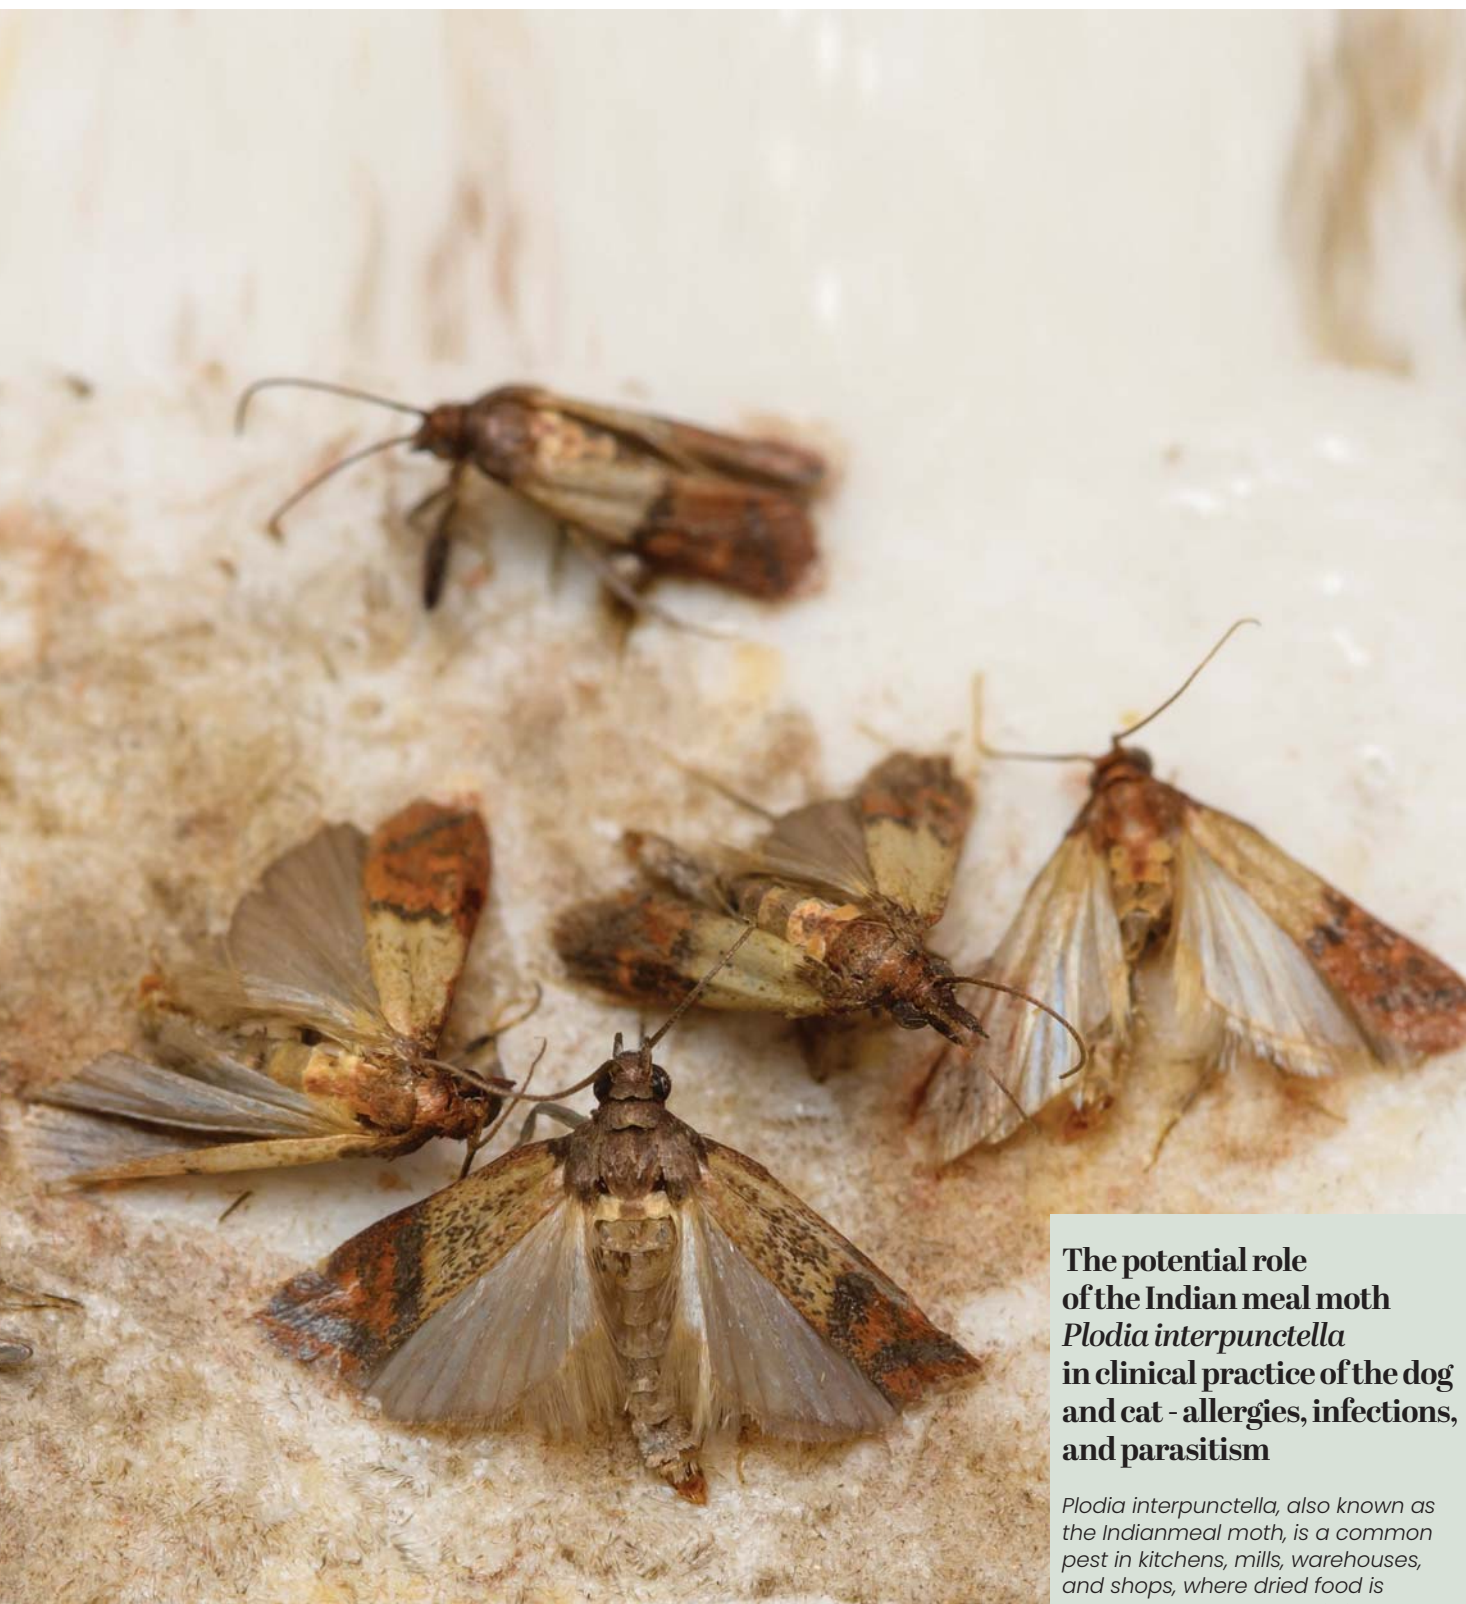 The potential role
of the Indian meal moth
Plodia interpunctella
in clinical practice of the dog
and cat - allergies, infections,
and parasitism
Plodia interpunctella, also known as
the Indianmeal moth, is a common
pest in kitchens, mills, warehouses,
and shops, where dried food is